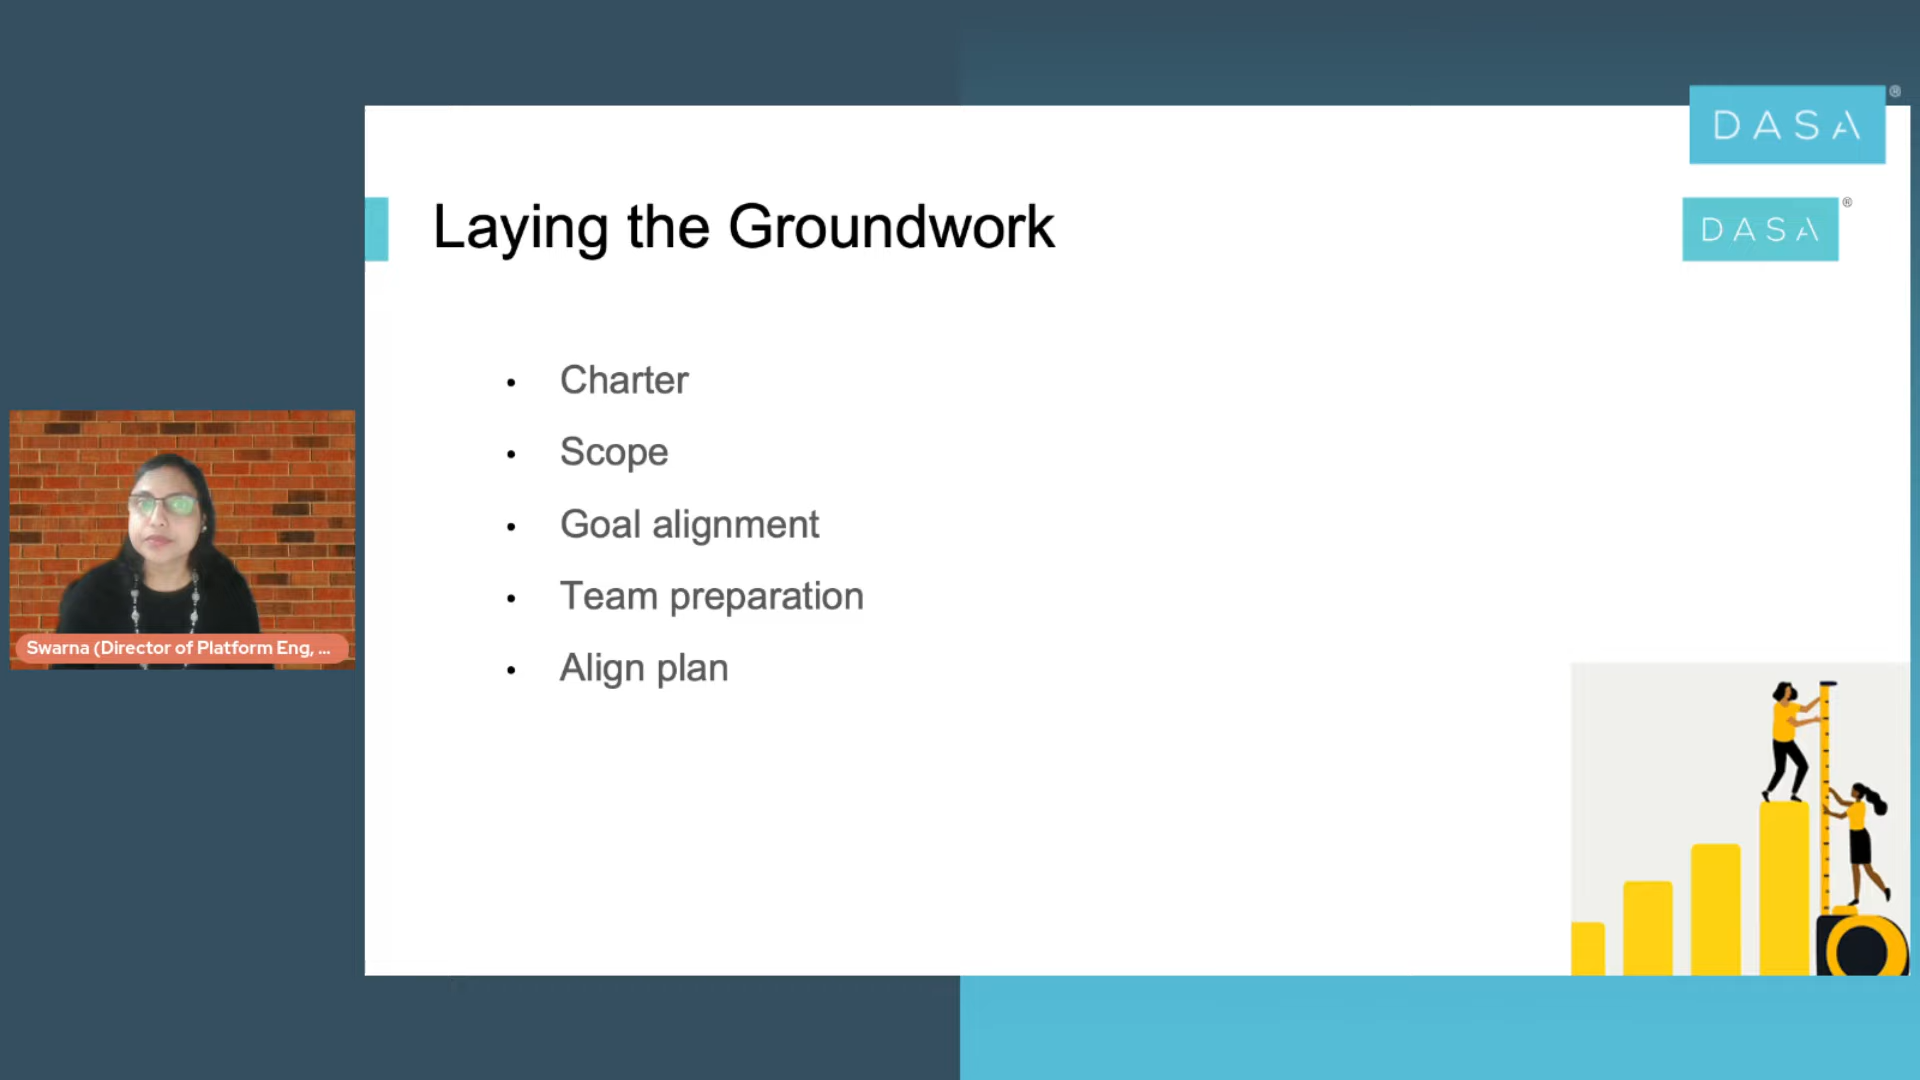 DASA®
Laying the Groundwork
DASA®
• Charter
• Scope
• Goal alignment
• Team preparation
• Align plan
Swarna (Director of Platform Eng, ...